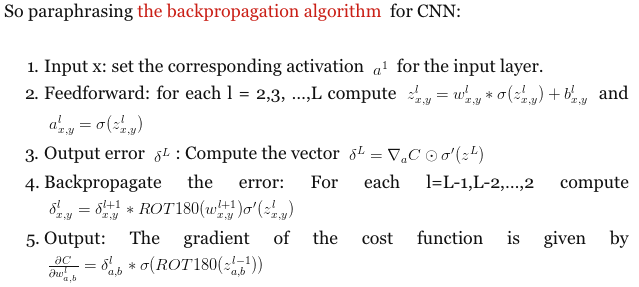 So paraphrasing the backpropagation algorithm for CNN:
1. Input x: set the corresponding activation $a^1$ for the input layer.
2. Feedforward: for each l = 2,3, ...,L compute $z^l_{x,y} = w^l_{x,y} * \sigma(z^l_{x,y}) + b^l_{x,y}$ and
$a^l_{x,y} = \sigma(z^l_{x,y})$
3. Output error $\delta^L$ : Compute the vector $\delta^L = \nabla_a C \odot \sigma'(z^L)$
4. Backpropagate the error: For each l=L-1,L-2,...,2 compute
$\delta^l_{x,y} = \delta^{l+1}_{x,y} * ROT180(w^{l+1}_{x,y})\sigma'(z^l_{x,y})$
5. Output: The gradient of the cost function is given by
$\frac{\partial C}{\partial w^l_{a,b}} = \delta^l_{a,b} * \sigma(ROT180(z^{l-1}_{a,b}))$